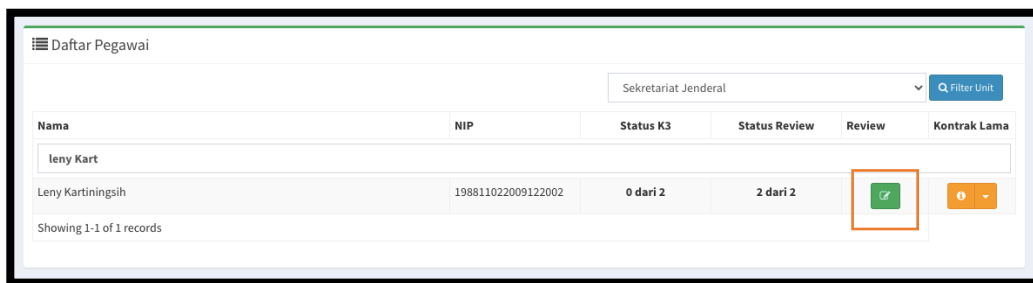 Daftar Pegawai
Sekretariat Jenderal Filter Unit
Nama NIP Status K3 Status Review Review Kontrak Lama
leny Kart
Leny Kartiningsih 198811022009122002 0 dari 2 2 dari 2
Showing 1-1 of 1 records